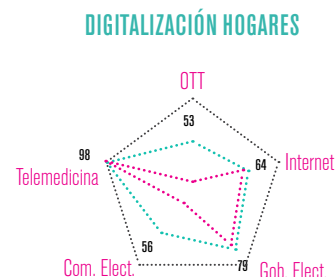 DIGITALIZACIÓN HOGARES
OTT
53
98
64
Internet
Telemedicina
56
79
Com. Elect.
Gob. Elect.